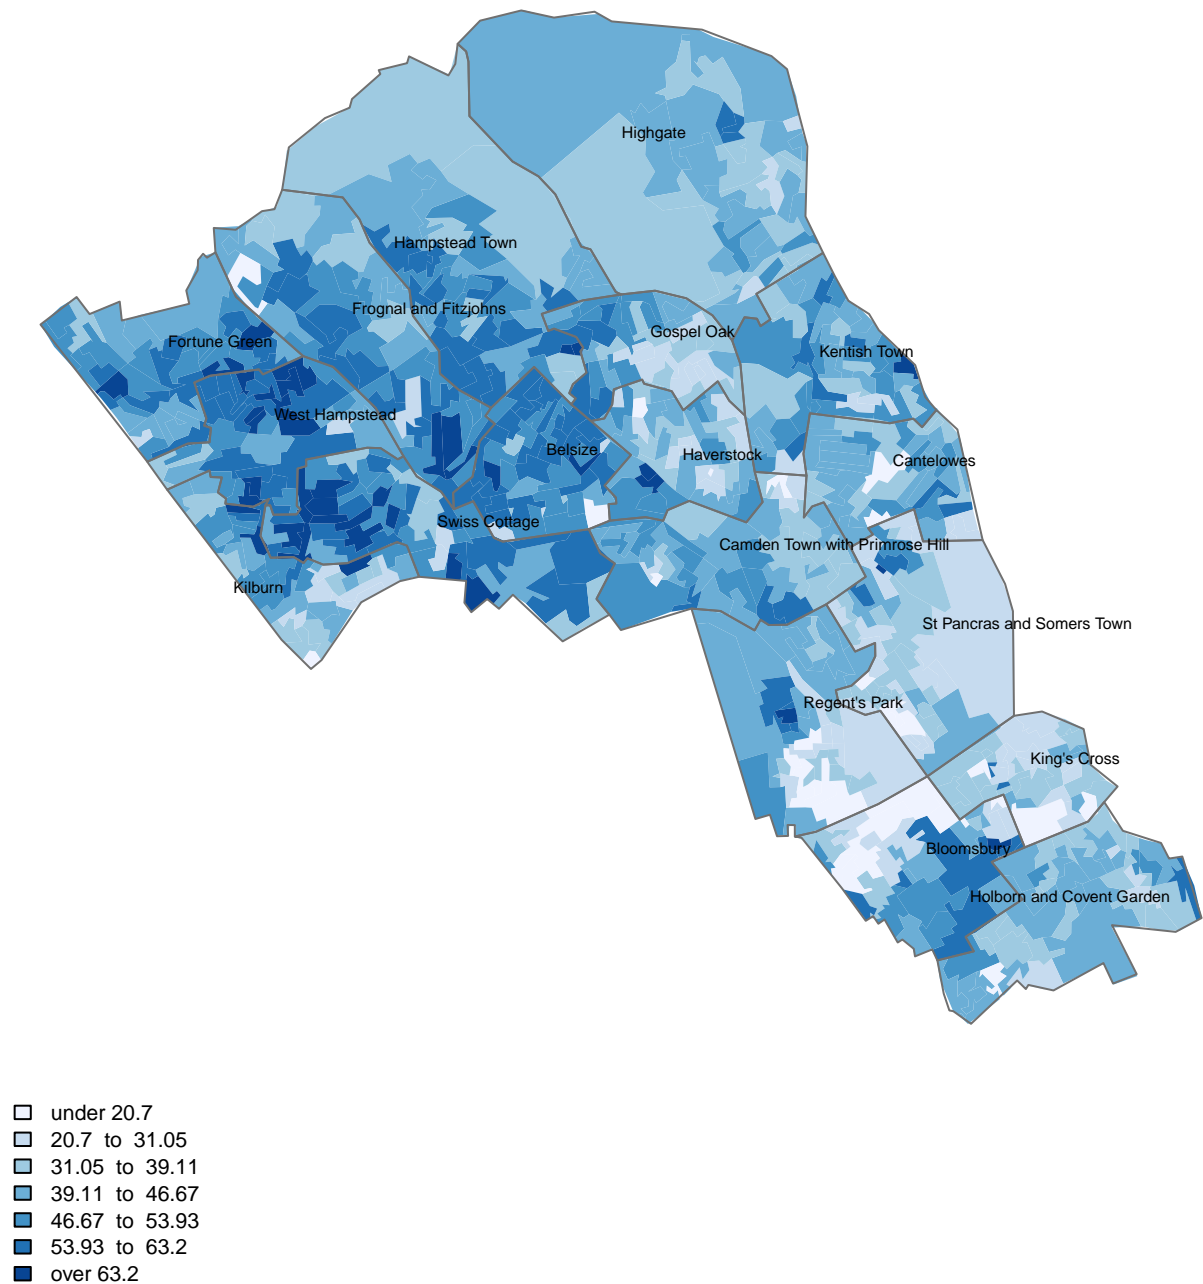 Highgate
Hampstead Town
Frognal and Fitzjohns
Gospel Oak
Fortune Green
Kentish Town
West Hampstead
Belsize
Haverstock
Cantelowes
Swiss Cottage
Camden Town with Primrose Hill
Kilburn
St Pancras and Somers Town
Regent's Park
King's Cross
Bloomsbury
Holborn and Covent Garden
under 20.7
20.7 to 31.05
31.05 to 39.11
39.11 to 46.67
46.67 to 53.93
53.93 to 63.2
over 63.2